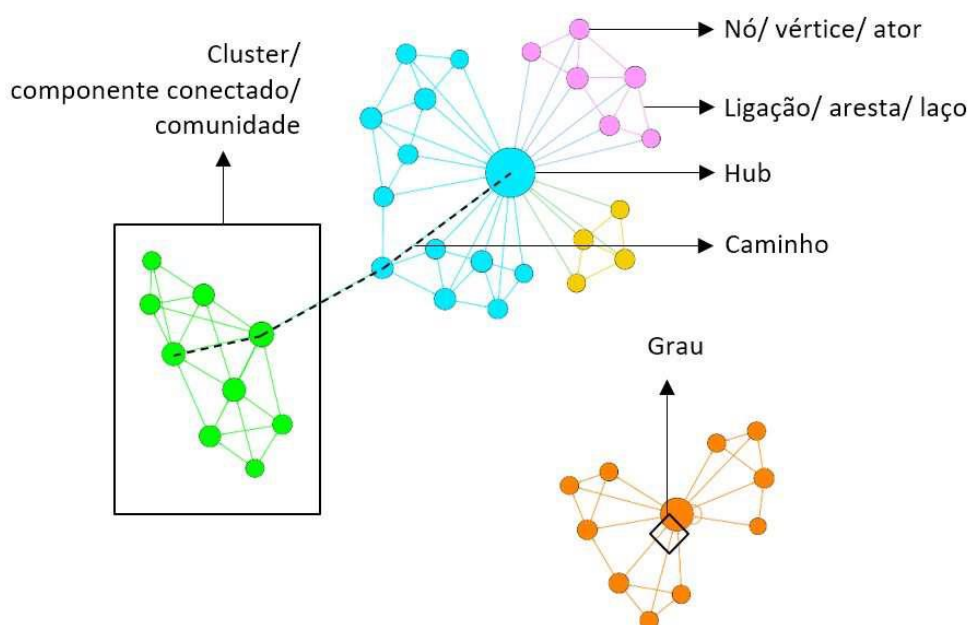 Cluster/
componente conectado/
comunidade
Nó/ vértice/ ator
Ligação/ aresta/ laço
Hub
Caminho
Grau